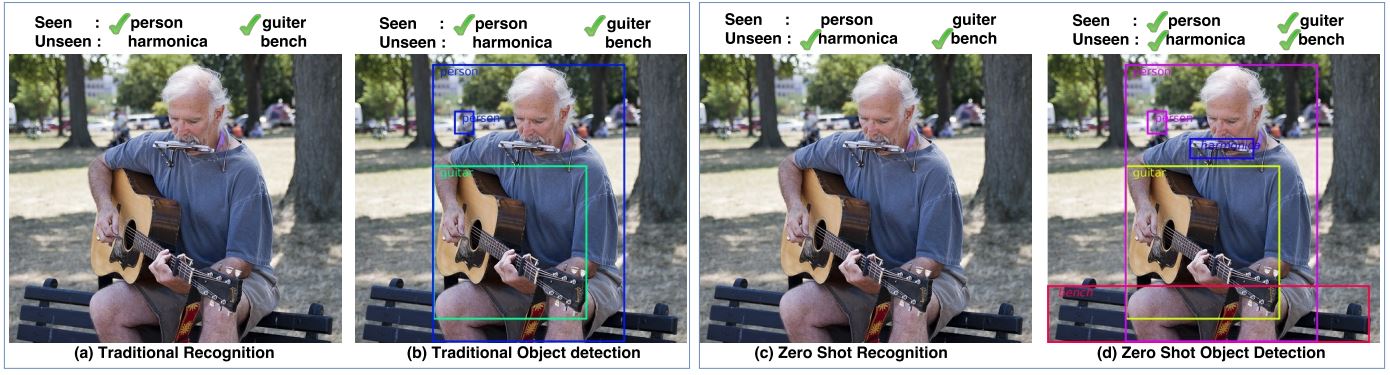 Seen : person guiter
Unseen : harmonica bench
Seen : person guiter
Unseen : harmonica bench
Seen : person guiter
Unseen : harmonica bench
Seen : person guiter
Unseen : harmonica bench
person
person
guitar
person
person
harmonica
guitar
bench
(a) Traditional Recognition
(b) Traditional Object detection
(c) Zero Shot Recognition
(d) Zero Shot Object Detection